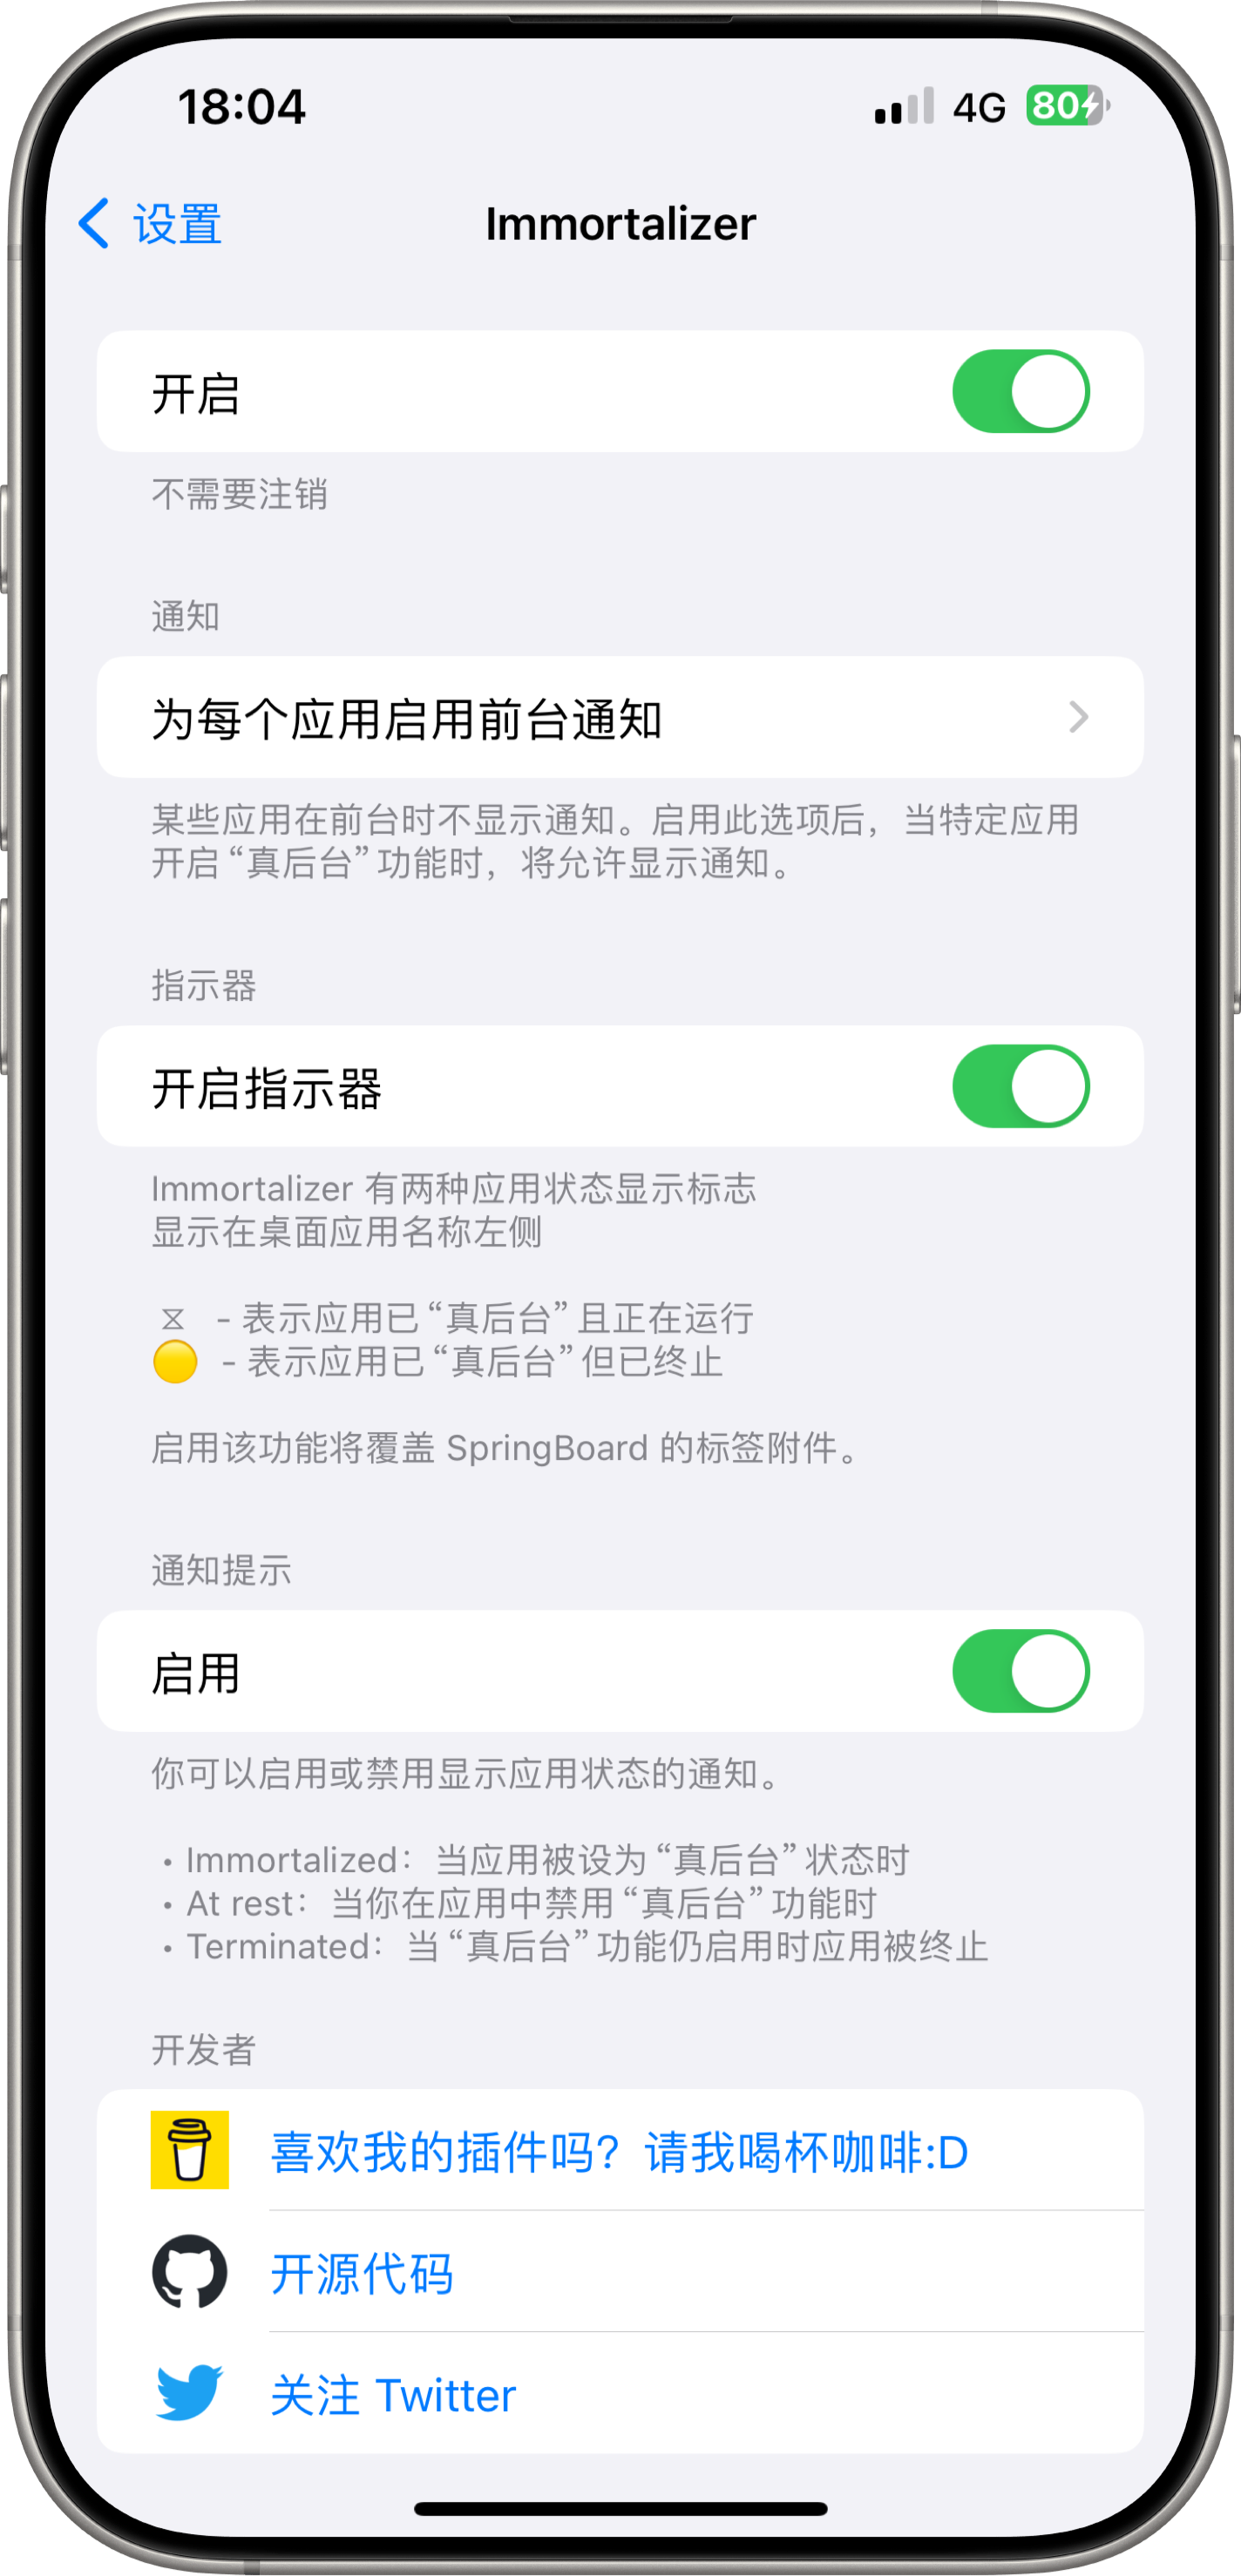 18:04
4G 80
设置 Immortalizer
开启
不需要注销
通知
为每个应用启用前台通知
某些应用在前台时不显示通知。启用此选项后，当特定应用
开启“真后台”功能时，将允许显示通知。
指示器
开启指示器
Immortalizer 有两种应用状态显示标志
显示在桌面应用名称左侧
⧖ - 表示应用已“真后台”且正在运行
🟡 - 表示应用已“真后台”但已终止
启用该功能将覆盖 SpringBoard 的标签附件。
通知提示
启用
你可以启用或禁用显示应用状态的通知。
• Immortalized：当应用被设为“真后台”状态时
• At rest：当你在应用中禁用“真后台”功能时
• Terminated：当“真后台”功能仍启用时应用被终止
开发者
喜欢我的插件吗？请我喝杯咖啡:D
开源代码
关注 Twitter